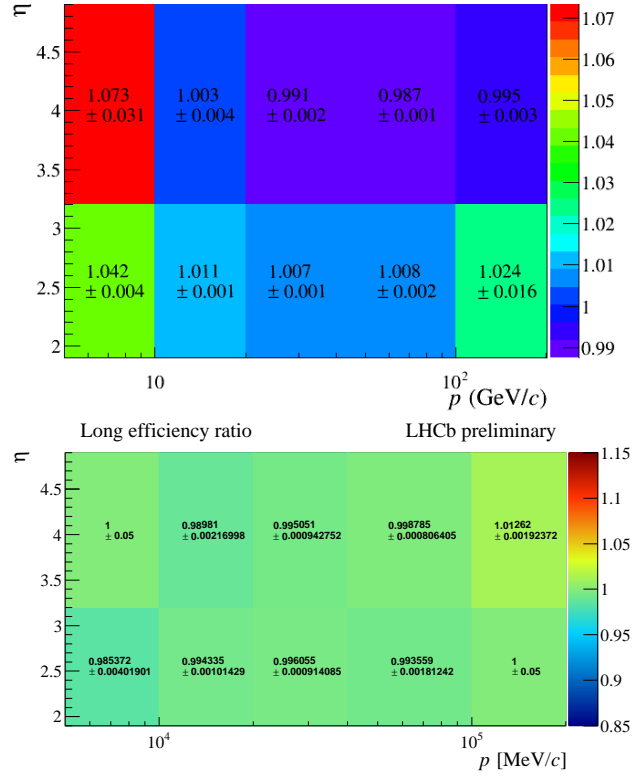 η
4.5
4
3.5
3
2.5
2
1.073 1.003 0.991 0.987 0.995
± 0.031 ± 0.004 ± 0.002 ± 0.001 ± 0.003
1.042 1.011 1.007 1.008 1.024
± 0.004 ± 0.001 ± 0.001 ± 0.002 ± 0.016
10 10²
p (GeV/c)
1.07
1.06
1.05
1.04
1.03
1.02
1.01
1
0.99
Long efficiency ratio LHCb preliminary
η
4.5
4
3.5
3
2.5
2
1 0.98981 0.995051 0.998785 1.01262
± 0.05 ± 0.00216998 ± 0.000942752 ± 0.000806405 ± 0.00192372
0.985372 0.994335 0.996055 0.993559 1
± 0.00401901 ± 0.00101429 ± 0.000914085 ± 0.00181242 ± 0.05
10⁴ 10⁵
p [MeV/c]
1.15
1.1
1.05
1
0.95
0.9
0.85